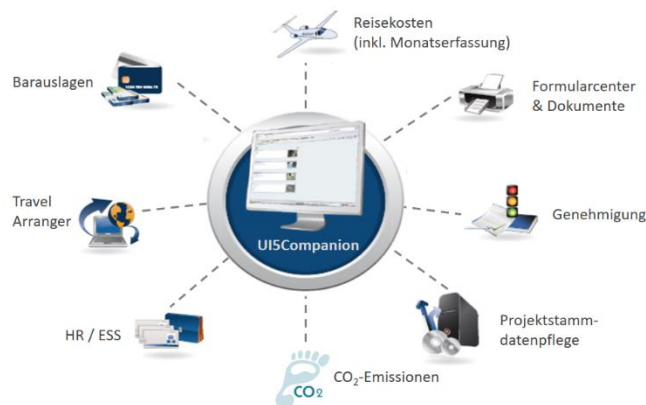 Reisekosten
(inkl. Monatserfassung)
Barauslagen
Formularcenter
& Dokumente
Travel
Arranger
Genehmigung
UI5Companion
HR / ESS
Projektstamm-
datenpflege
CO₂-Emissionen
CO₂